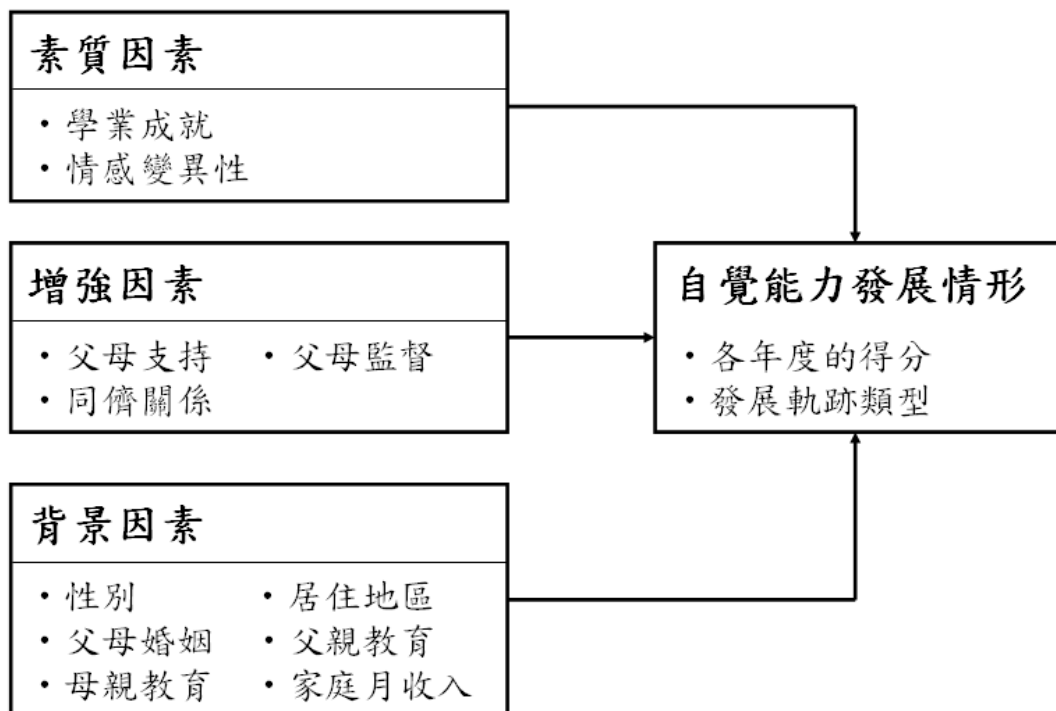 素質因素
・學業成就
・情感變異性
增強因素
・父母支持 ・父母監督
・同儕關係
自覺能力發展情形
・各年度的得分
・發展軌跡類型
背景因素
・性別 ・居住地區
・父母婚姻 ・父親教育
・母親教育 ・家庭月收入